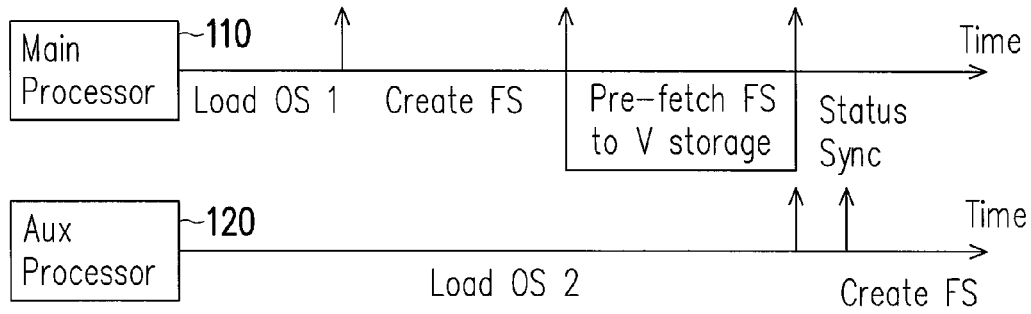 Main
Processor
110
Load OS 1
Create FS
Pre-fetch FS
to V storage
Status
Sync
Time
Aux
Processor
120
Load OS 2
Create FS
Time